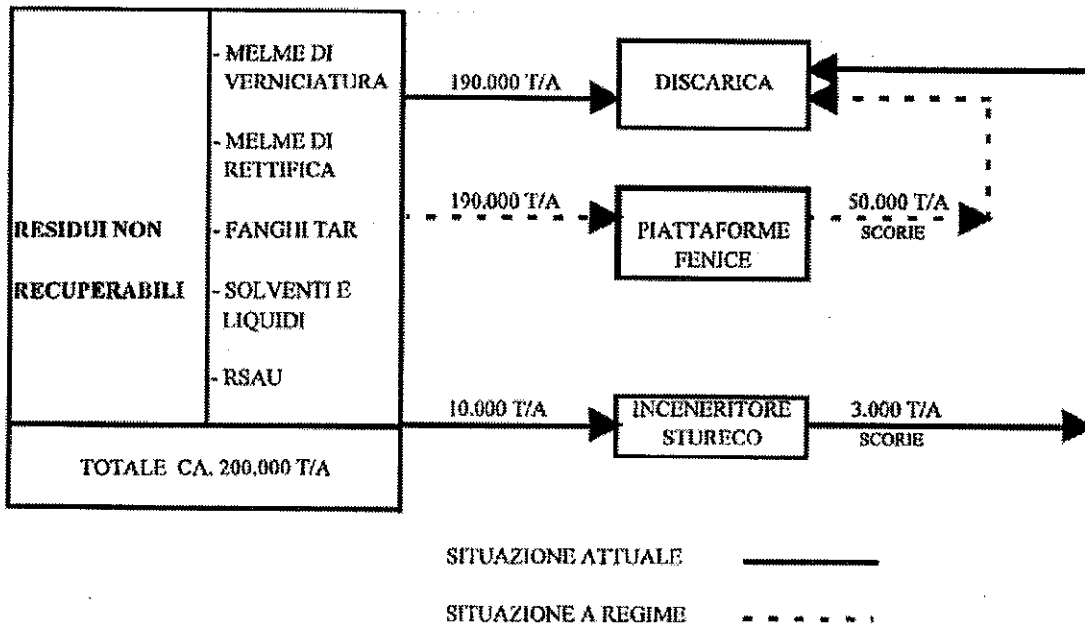 RESIDUI NON
RECUPERABILI
- MELME DI
VERNICIATURA
- MELME DI
RETTIFICA
- FANGHI TAR
- SOLVENTI E
LIQUIDI
- RSAU
TOTALE CA. 200.000 T/A
190.000 T/A
DISCARICA
190.000 T/A
PIATTAFORME
FENICE
50.000 T/A
SCORIE
10.000 T/A
INCENERITORE
STURECO
3.000 T/A
SCORIE
SITUAZIONE ATTUALE
SITUAZIONE A REGIME